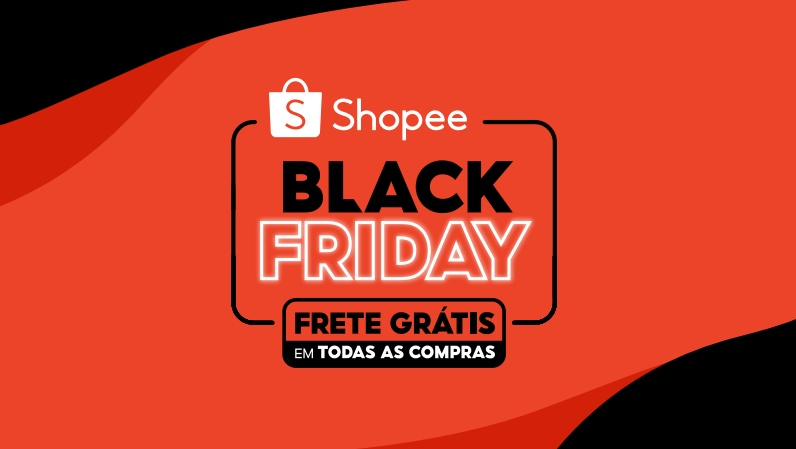 Shopee
BLACK
FRIDAY
FRETE GRÁTIS
EM TODAS AS COMPRAS